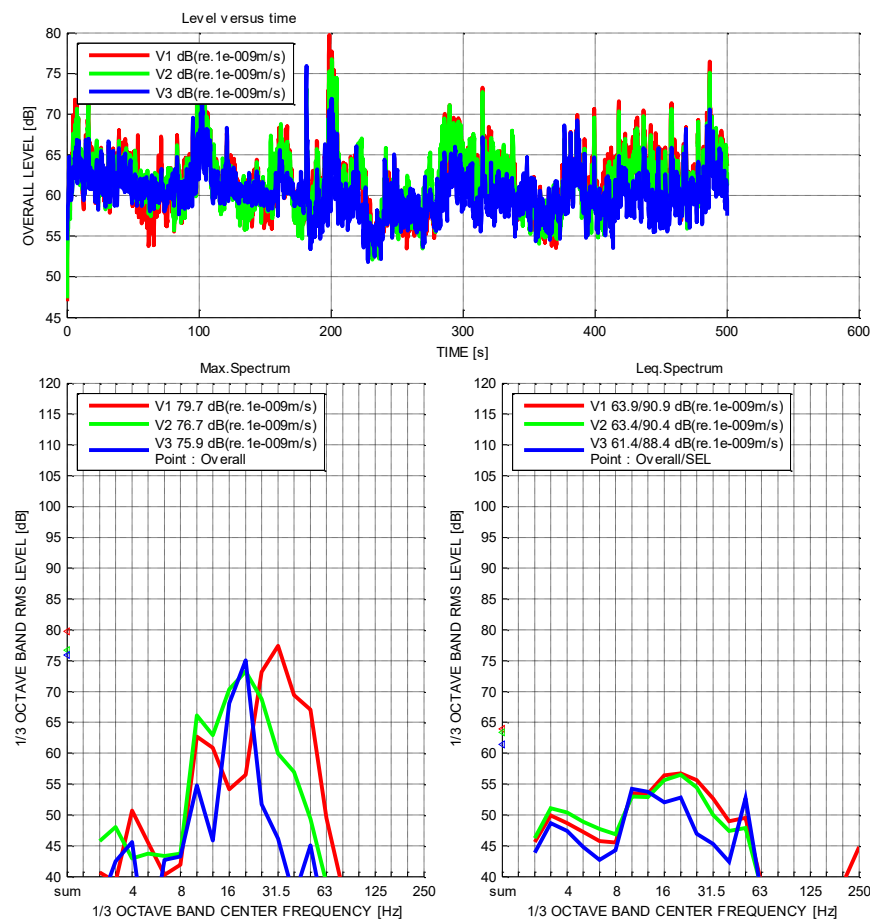 Level versus time
80
75
70
65
60
55
50
45
OVERALL LEVEL [dB]
V1 dB(re.1e-009m/s)
V2 dB(re.1e-009m/s)
V3 dB(re.1e-009m/s)
0 100 200 300 400 500 600
TIME [s]
Max.Spectrum
120
115
110
105
100
95
90
85
80
75
70
65
60
55
50
45
40
1/3 OCTAVE BAND RMS LEVEL [dB]
V1 79.7 dB(re.1e-009m/s)
V2 76.7 dB(re.1e-009m/s)
V3 75.9 dB(re.1e-009m/s)
Point : Overall
sum 4 8 16 31.5 63 125 250
1/3 OCTAVE BAND CENTER FREQUENCY [Hz]
Leq.Spectrum
120
115
110
105
100
95
90
85
80
75
70
65
60
55
50
45
40
1/3 OCTAVE BAND RMS LEVEL [dB]
V1 63.9/90.9 dB(re.1e-009m/s)
V2 63.4/90.4 dB(re.1e-009m/s)
V3 61.4/88.4 dB(re.1e-009m/s)
Point : Overall/SEL
sum 4 8 16 31.5 63 125 250
1/3 OCTAVE BAND CENTER FREQUENCY [Hz]